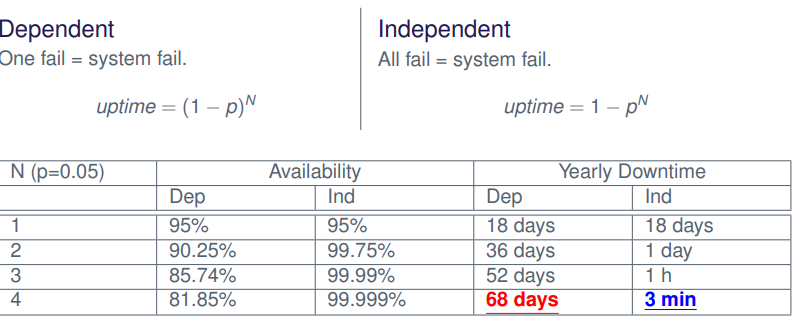 Dependent
One fail = system fail.
uptime = (1 − p)^N
Independent
All fail = system fail.
uptime = 1 − p^N
N (p=0.05) Availability Yearly Downtime
Dep Ind Dep Ind
1 95% 95% 18 days 18 days
2 90.25% 99.75% 36 days 1 day
3 85.74% 99.99% 52 days 1 h
4 81.85% 99.999% 68 days 3 min